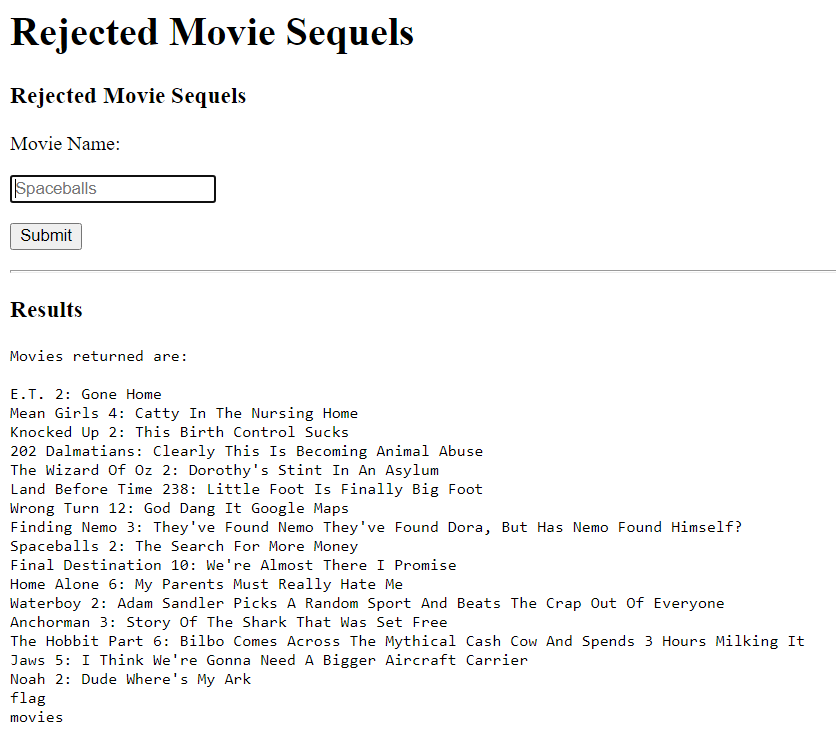 Rejected Movie Sequels
Rejected Movie Sequels
Movie Name:
Spaceballs
Submit
Results
Movies returned are:
E.T. 2: Gone Home
Mean Girls 4: Catty In The Nursing Home
Knocked Up 2: This Birth Control Sucks
202 Dalmatians: Clearly This Is Becoming Animal Abuse
The Wizard Of Oz 2: Dorothy's Stint In An Asylum
Land Before Time 238: Little Foot Is Finally Big Foot
Wrong Turn 12: God Dang It Google Maps
Finding Nemo 3: They've Found Nemo They've Found Dora, But Has Nemo Found Himself?
Spaceballs 2: The Search For More Money
Final Destination 10: We're Almost There I Promise
Home Alone 6: My Parents Must Really Hate Me
Waterboy 2: Adam Sandler Picks A Random Sport And Beats The Crap Out Of Everyone
Anchorman 3: Story Of The Shark That Was Set Free
The Hobbit Part 6: Bilbo Comes Across The Mythical Cash Cow And Spends 3 Hours Milking It
Jaws 5: I Think We're Gonna Need A Bigger Aircraft Carrier
Noah 2: Dude Where's My Ark
flag
movies